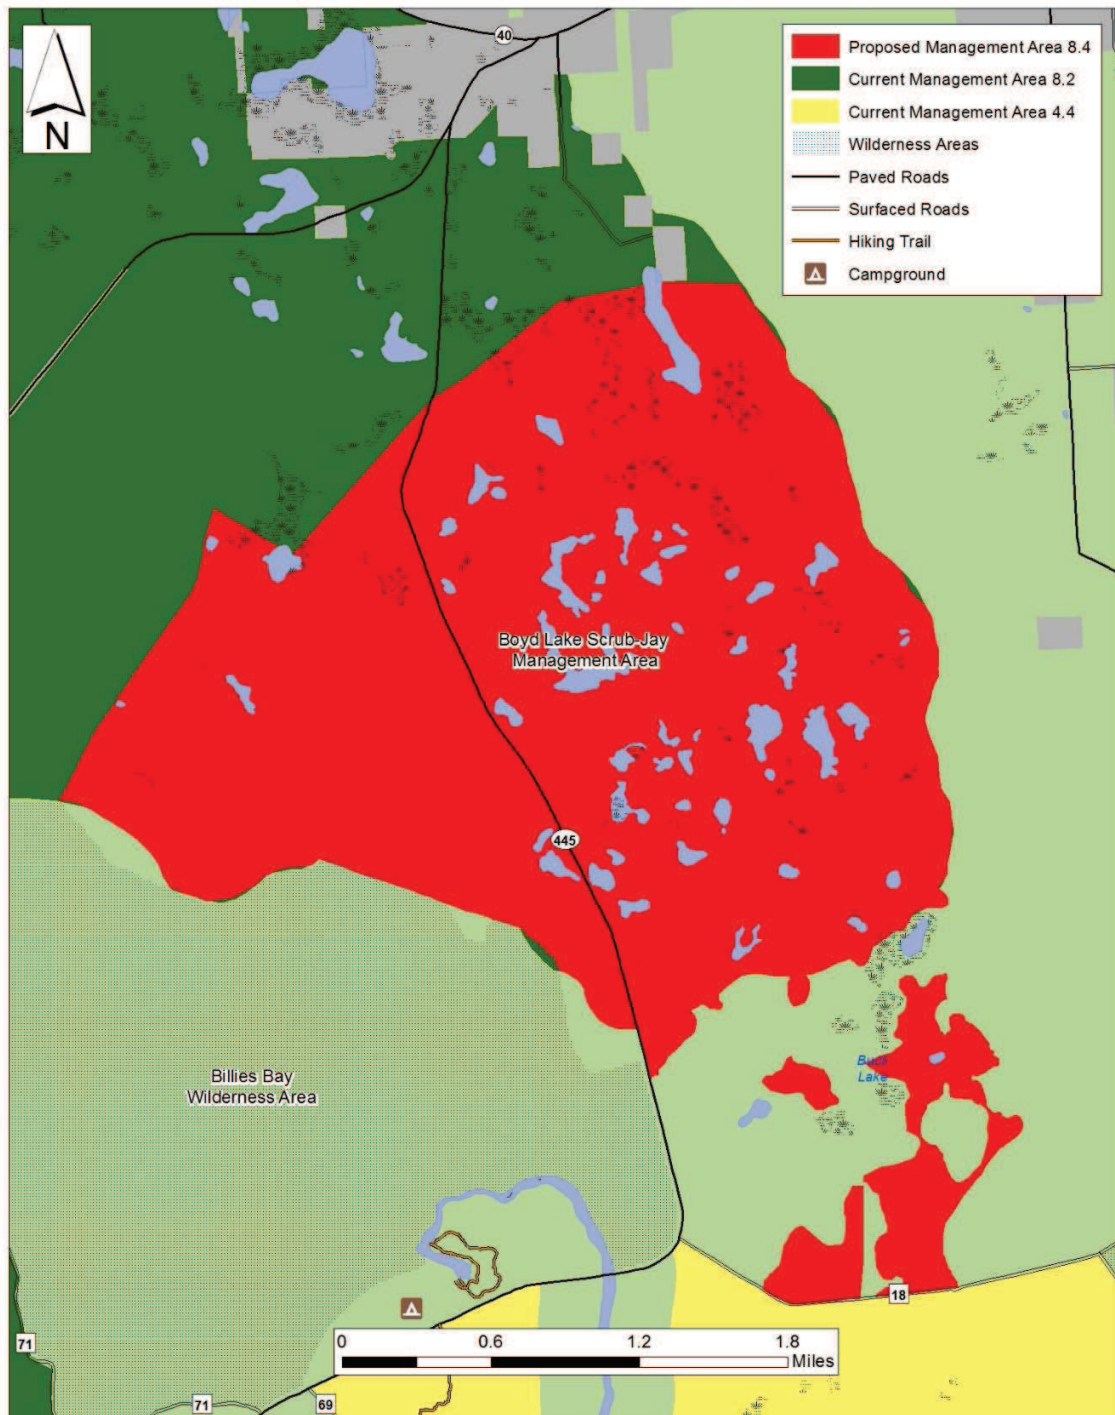 40
Proposed Management Area 8.4
Current Management Area 8.2
Current Management Area 4.4
Wilderness Areas
Paved Roads
Surfaced Roads
Hiking Trail
Campground
N
Boyd Lake Scrub-Jay
Management Area
445
Buck
Lake
Billies Bay
Wilderness Area
18
0 0.6 1.2 1.8
Miles
71
71
69